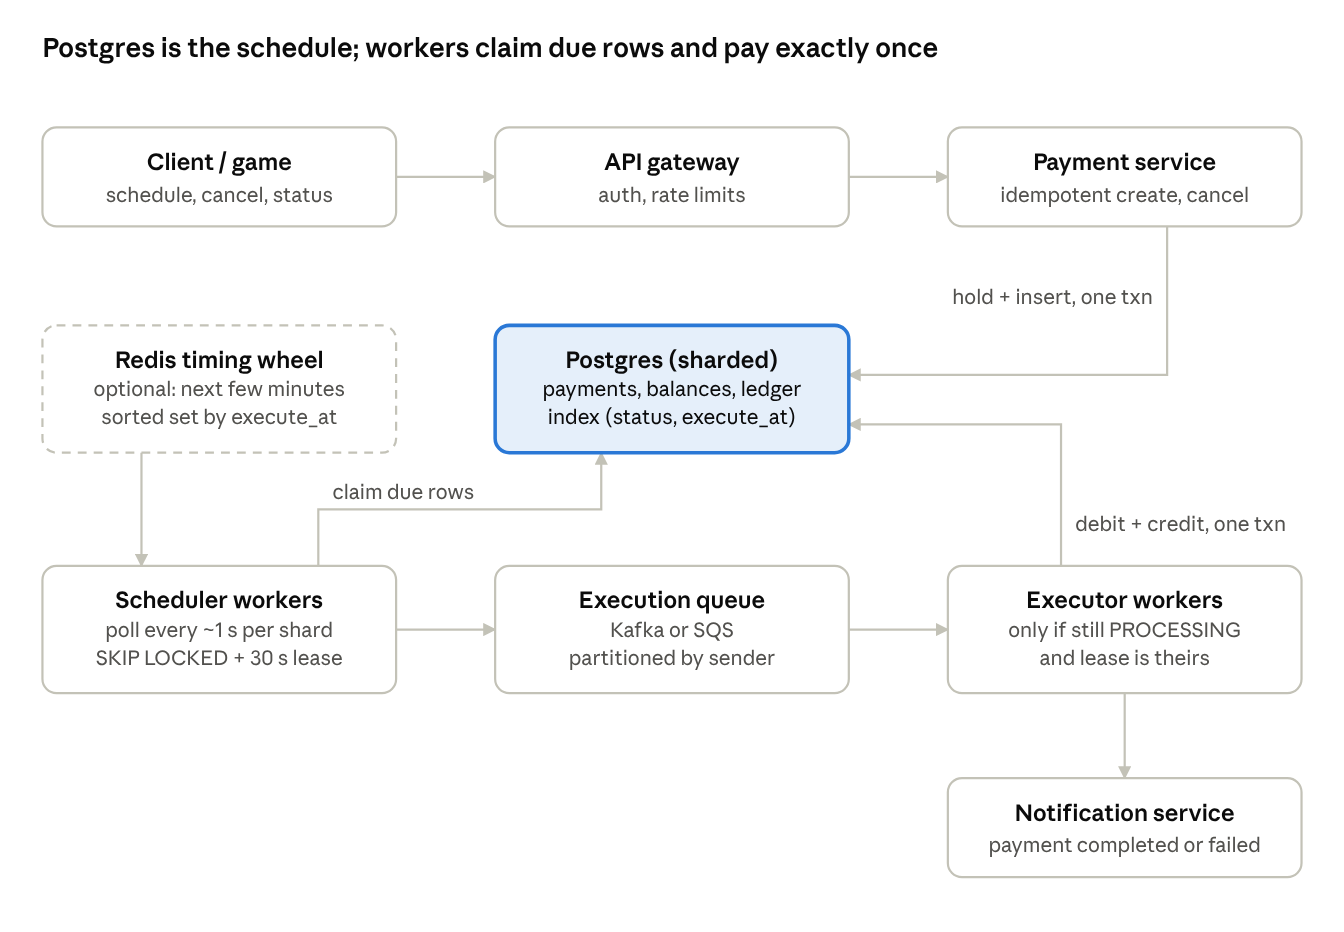 Postgres is the schedule; workers claim due rows and pay exactly once
Client / game
schedule, cancel, status
API gateway
auth, rate limits
Payment service
idempotent create, cancel
hold + insert, one txn
Redis timing wheel
optional: next few minutes
sorted set by execute_at
Postgres (sharded)
payments, balances, ledger
index (status, execute_at)
claim due rows
debit + credit, one txn
Scheduler workers
poll every ~1 s per shard
SKIP LOCKED + 30 s lease
Execution queue
Kafka or SQS
partitioned by sender
Executor workers
only if still PROCESSING
and lease is theirs
Notification service
payment completed or failed